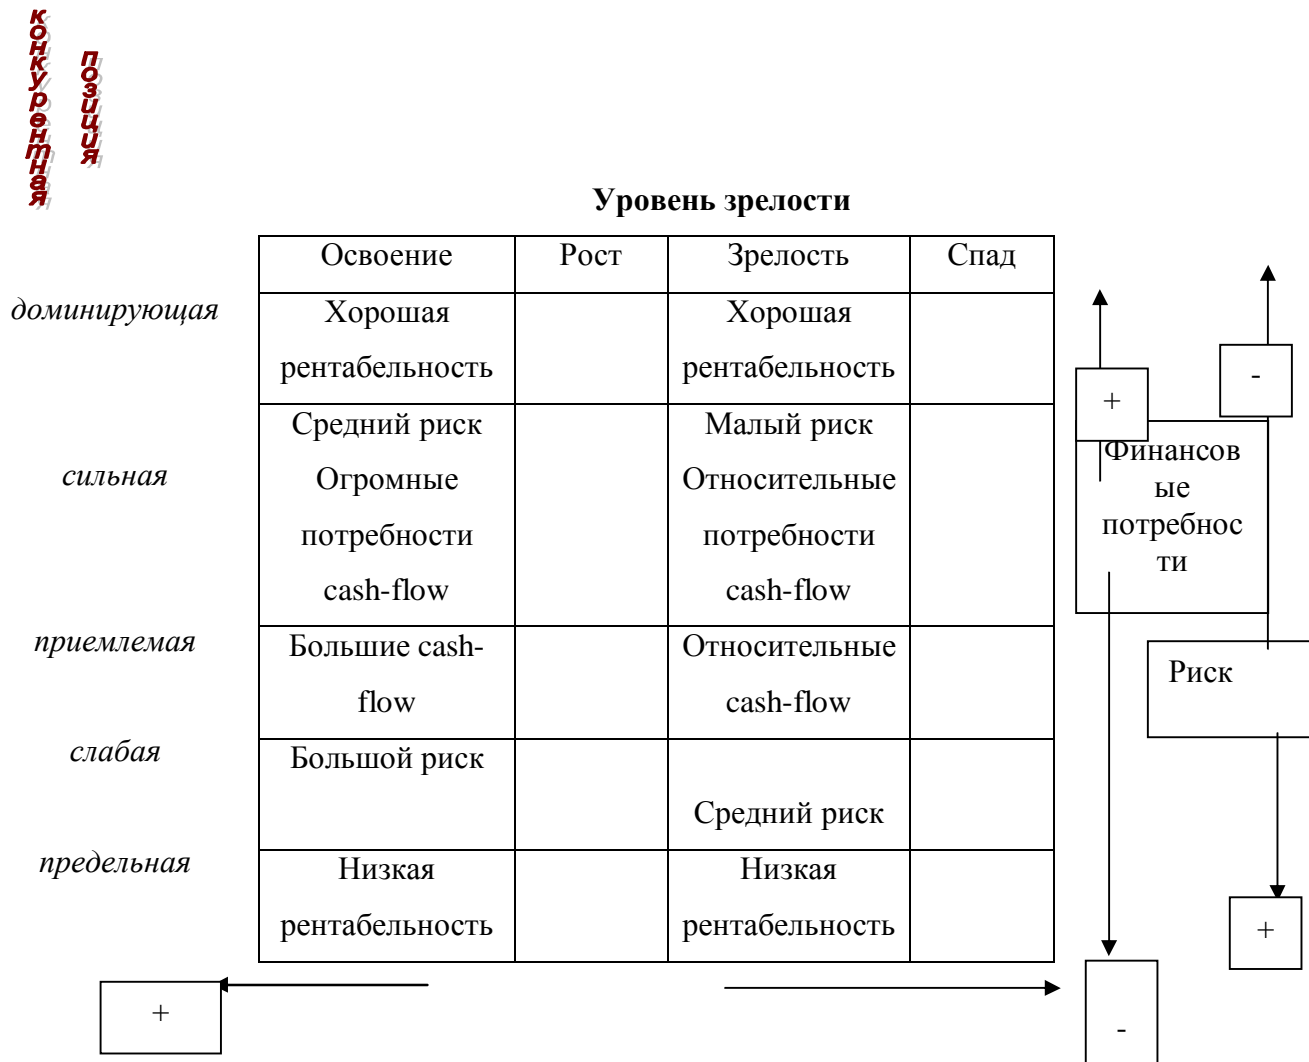 конкурентная
позиция
Уровень зрелости
Освоение Рост Зрелость Спад
доминирующая
Хорошая
рентабельность
Хорошая
рентабельность
сильная
Средний риск
Огромные
потребности
cash-flow
Малый риск
Относительные
потребности
cash-flow
приемлемая
Большие cash-
flow
Относительные
cash-flow
слабая
Большой риск
Средний риск
предельная
Низкая
рентабельность
Низкая
рентабельность
+
Финансов
ые
потребнос
ти
-
-
Риск
+
+